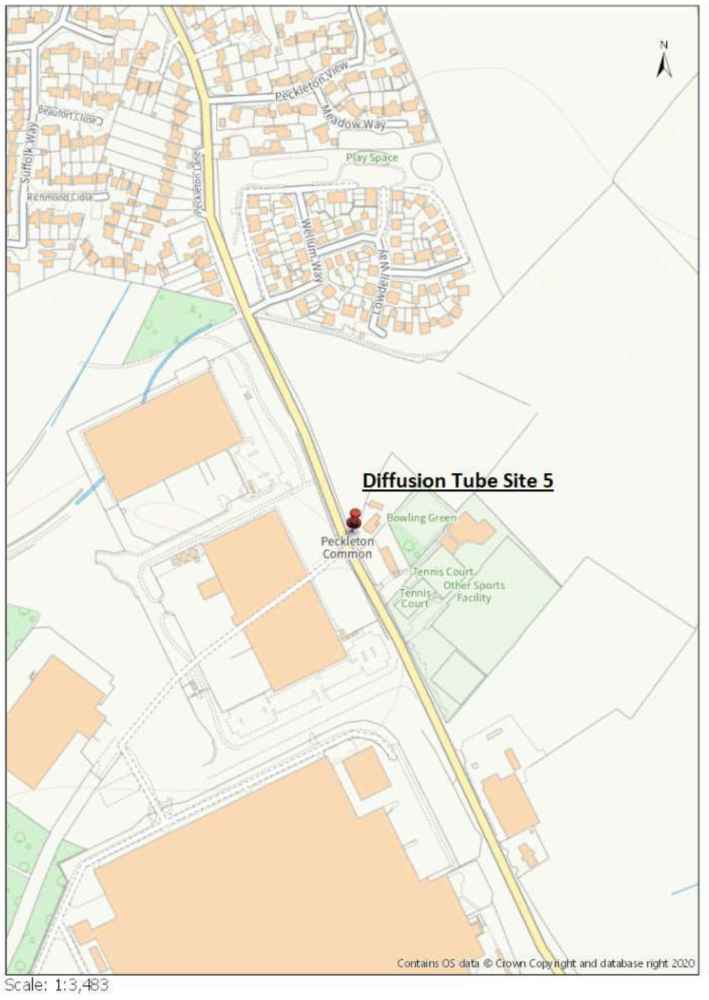 N
Peckleton View
Meadow Way
Beaufort Close
Suffolk Way
Peckleton Lane
Play Space
Richmond Close
Wellum Way
Lowdell Way
Diffusion Tube Site 5
Bowling Green
Peckleton
Common
Tennis Court
Other Sports
Facility
Tennis
Court
Contains OS data © Crown Copyright and database right 2020
Scale: 1:3,483